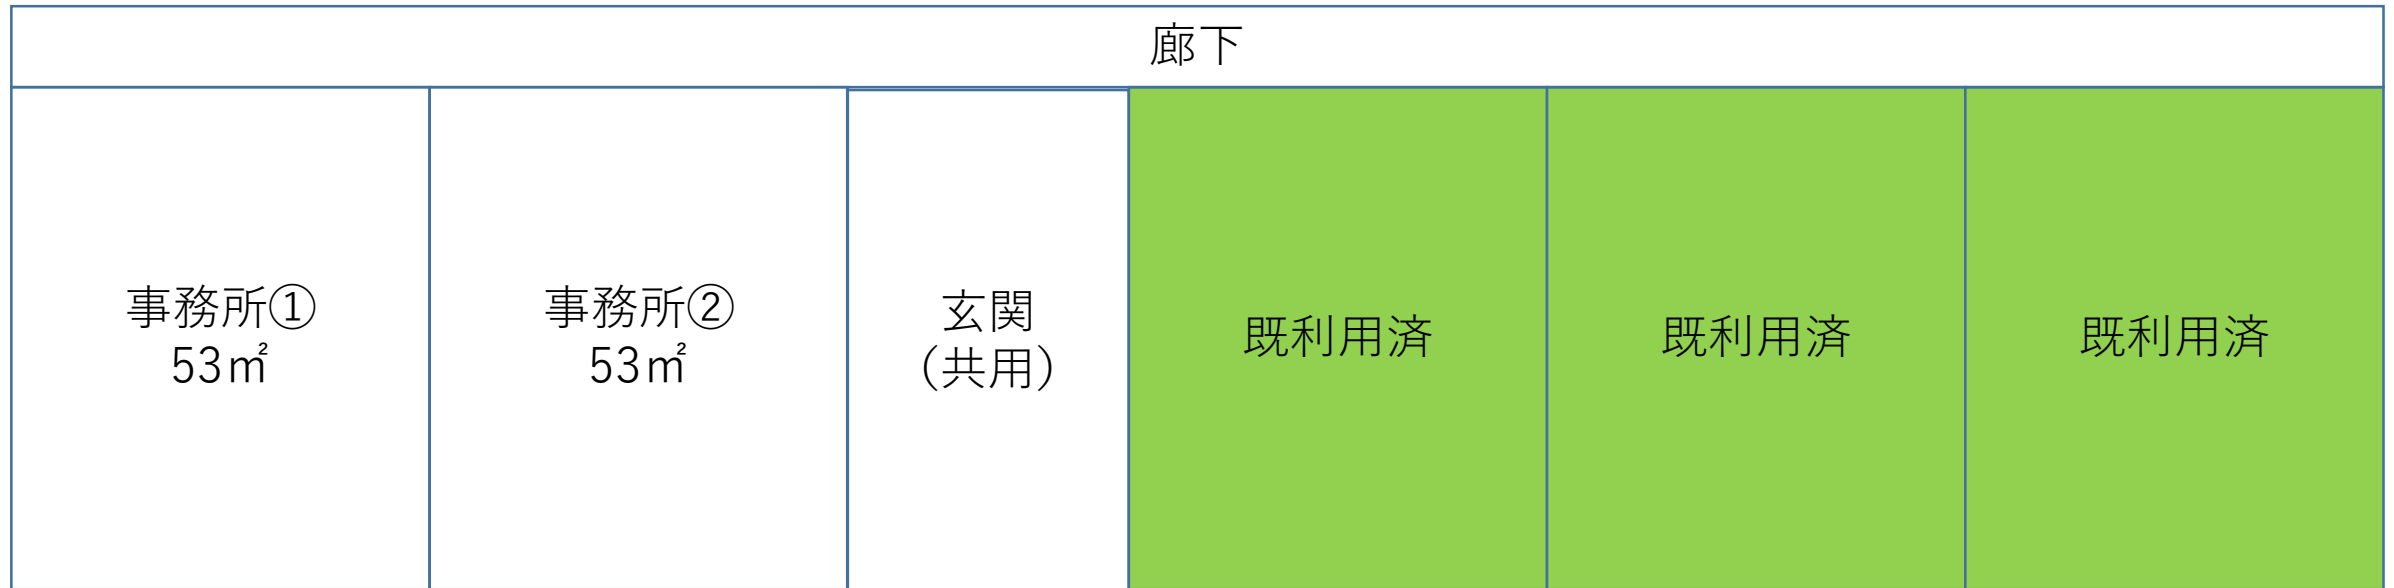 廊下
事務所①
53㎡
事務所②
53㎡
玄関
(共用)
既利用済
既利用済
既利用済